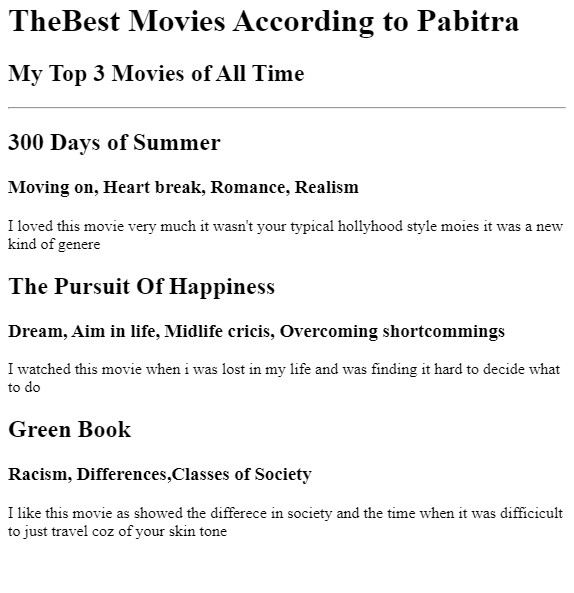 TheBest Movies According to Pabitra
My Top 3 Movies of All Time
300 Days of Summer
Moving on, Heart break, Romance, Realism
I loved this movie very much it wasn't your typical hollyhood style moies it was a new
kind of genere
The Pursuit Of Happiness
Dream, Aim in life, Midlife cricis, Overcoming shortcommings
I watched this movie when i was lost in my life and was finding it hard to decide what
to do
Green Book
Racism, Differences,Classes of Society
I like this movie as showed the differece in society and the time when it was difficicult
to just travel coz of your skin tone